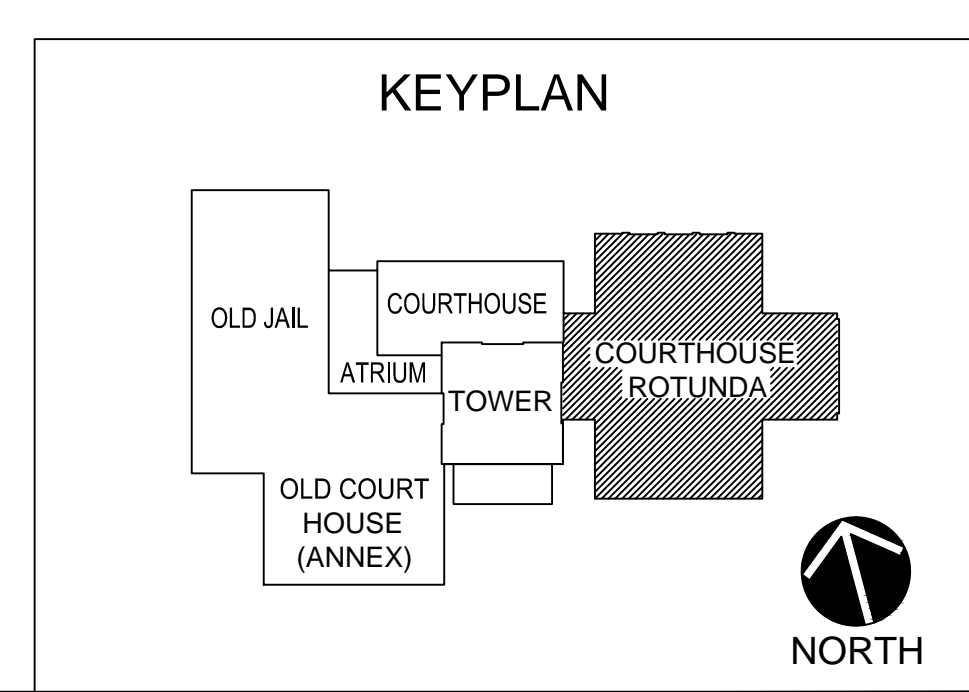 KEYPLAN
OLD JAIL
COURTHOUSE
ATRIUM
TOWER
COURTHOUSE
ROTUNDA
OLD COURT
HOUSE
(ANNEX)
NORTH